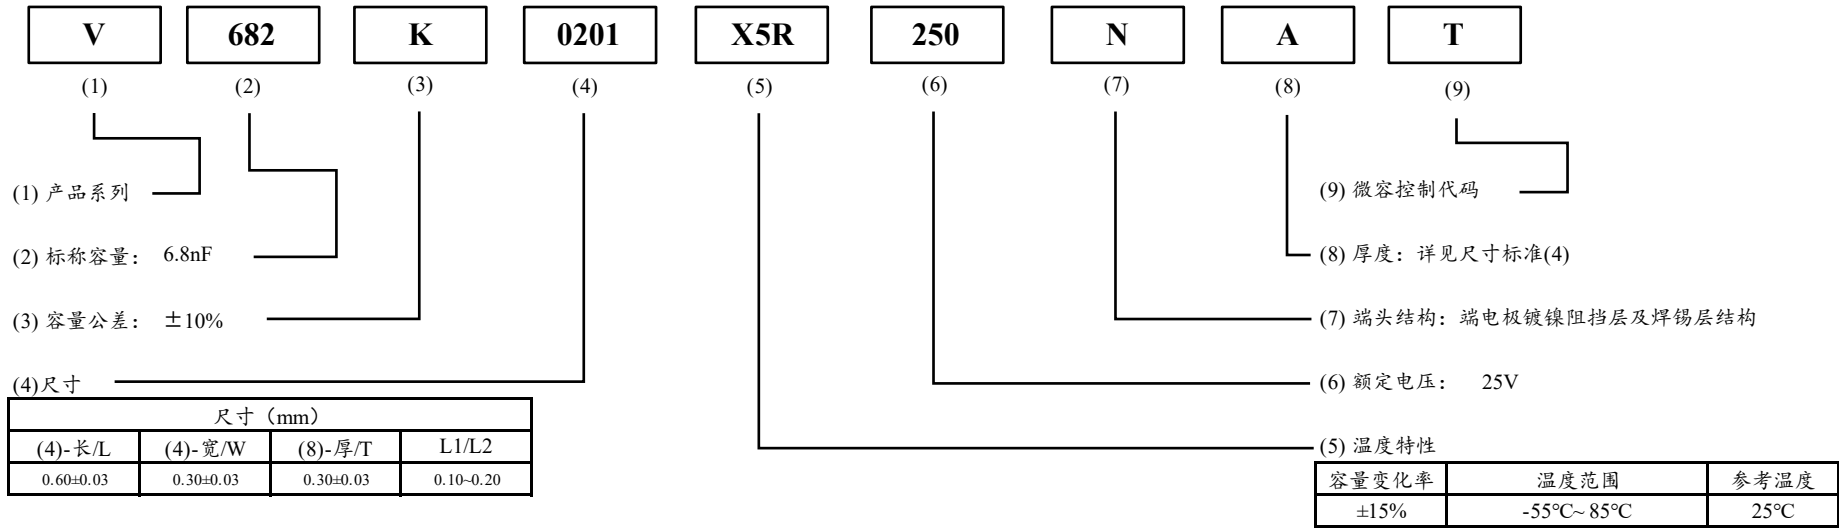 V 682 K 0201 X5R 250 N A T
(1) (2) (3) (4) (5) (6) (7) (8) (9)
(1) 产品系列
(9) 微容控制代码
(2) 标称容量： 6.8nF
(8) 厚度：详见尺寸标准(4)
(3) 容量公差： ±10%
(7) 端头结构：端电极镀镍阻挡层及焊锡层结构
(4)尺寸
(6) 额定电压： 25V
尺寸（mm）
(4)-长/L (4)-宽/W (8)-厚/T L1/L2
0.60±0.03 0.30±0.03 0.30±0.03 0.10~0.20
(5) 温度特性
容量变化率 温度范围 参考温度
±15% -55℃~ 85℃ 25℃